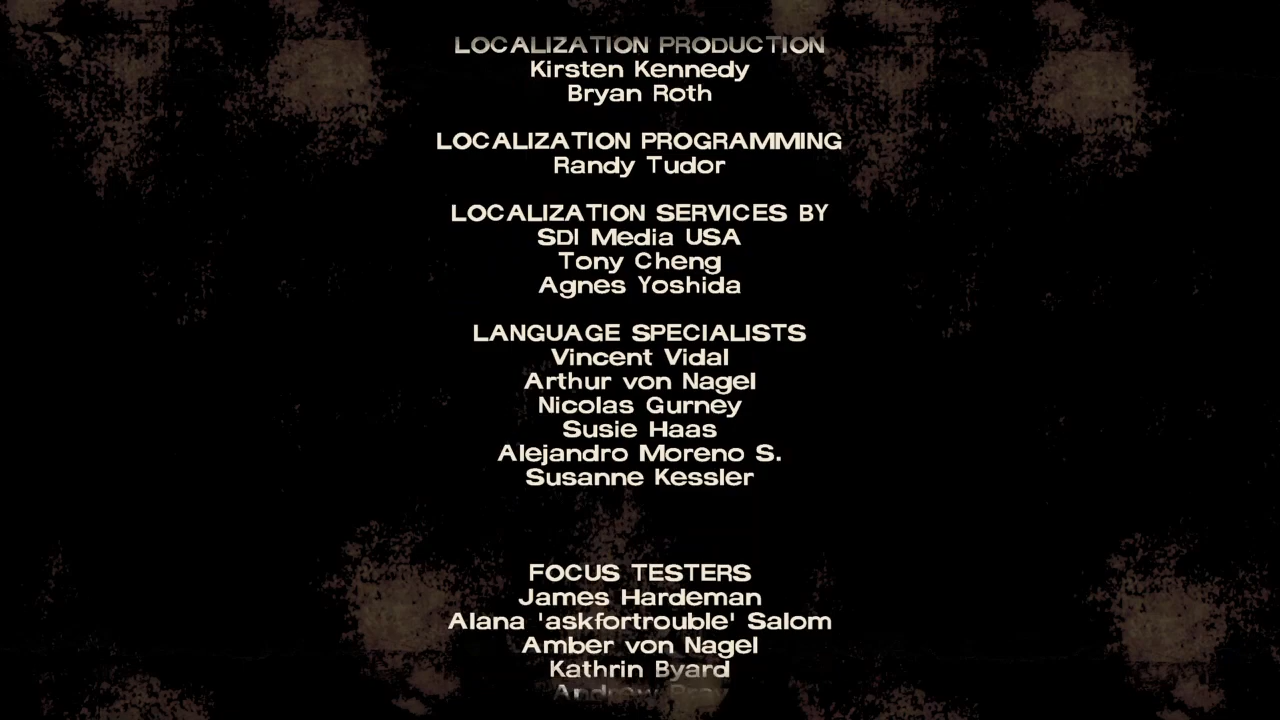 LOCALIZATION PRODUCTION
Kirsten Kennedy
Bryan Roth
LOCALIZATION PROGRAMMING
Randy Tudor
LOCALIZATION SERVICES BY
SDI Media USA
Tony Cheng
Agnes Yoshida
LANGUAGE SPECIALISTS
Vincent Vidal
Arthur von Nagel
Nicolas Gurney
Susie Haas
Alejandro Moreno S.
Susanne Kessler
FOCUS TESTERS
James Hardeman
Alana 'askfortrouble' Salom
Amber von Nagel
Kathrin Byard
Andrew